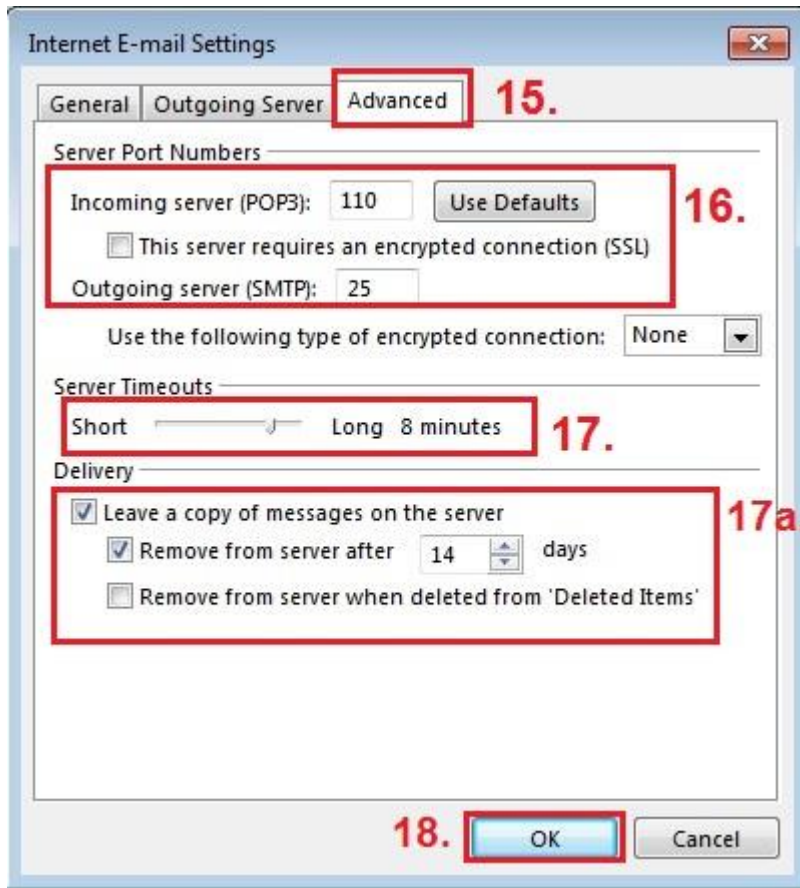 Internet E-mail Settings
General Outgoing Server Advanced 15.
Server Port Numbers
Incoming server (POP3): 110 Use Defaults 16.
This server requires an encrypted connection (SSL)
Outgoing server (SMTP): 25
Use the following type of encrypted connection: None
Server Timeouts
Short Long 8 minutes 17.
Delivery
Leave a copy of messages on the server 17a
Remove from server after 14 days
Remove from server when deleted from 'Deleted Items'
18. OK Cancel